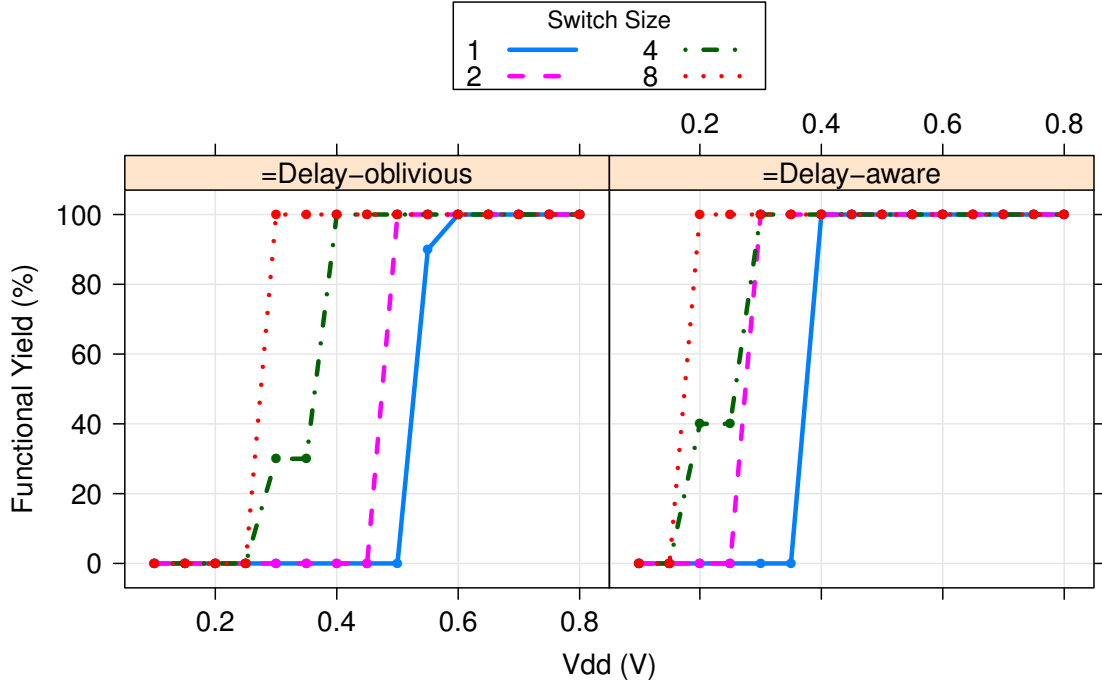 Switch Size
1 4
2 8
0.2 0.4 0.6 0.8
=Delay−oblivious =Delay−aware
Functional Yield (%)
100
80
60
40
20
0
0.2 0.4 0.6 0.8
Vdd (V)